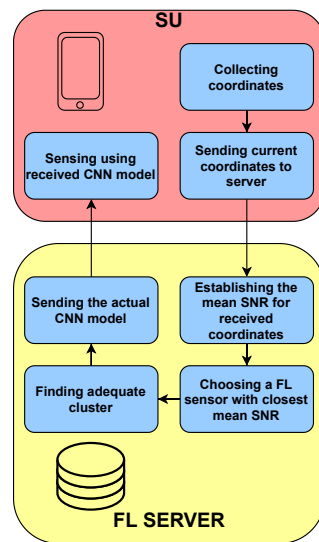 SU
Collecting
coordinates
Sending current
coordinates to
server
Sensing using
received CNN model
Establishing the
mean SNR for
received
coordinates
Choosing a FL
sensor with closest
mean SNR
Finding adequate
cluster
Sending the actual
CNN model
FL SERVER